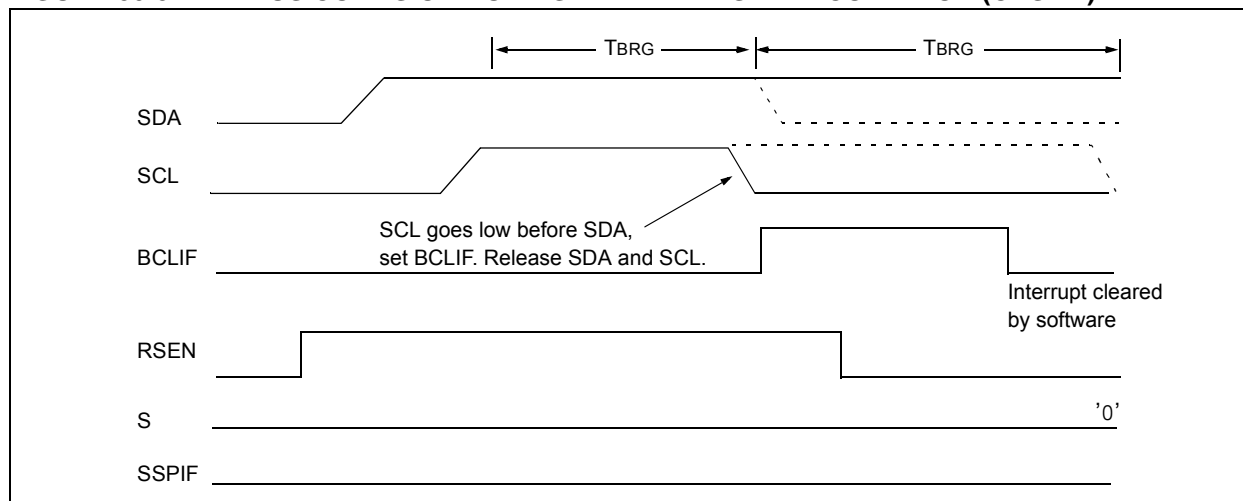 TBRG TBRG
SDA
SCL
SCL goes low before SDA,
set BCLIF. Release SDA and SCL.
BCLIF
Interrupt cleared
by software
RSEN
S '0'
SSPIF